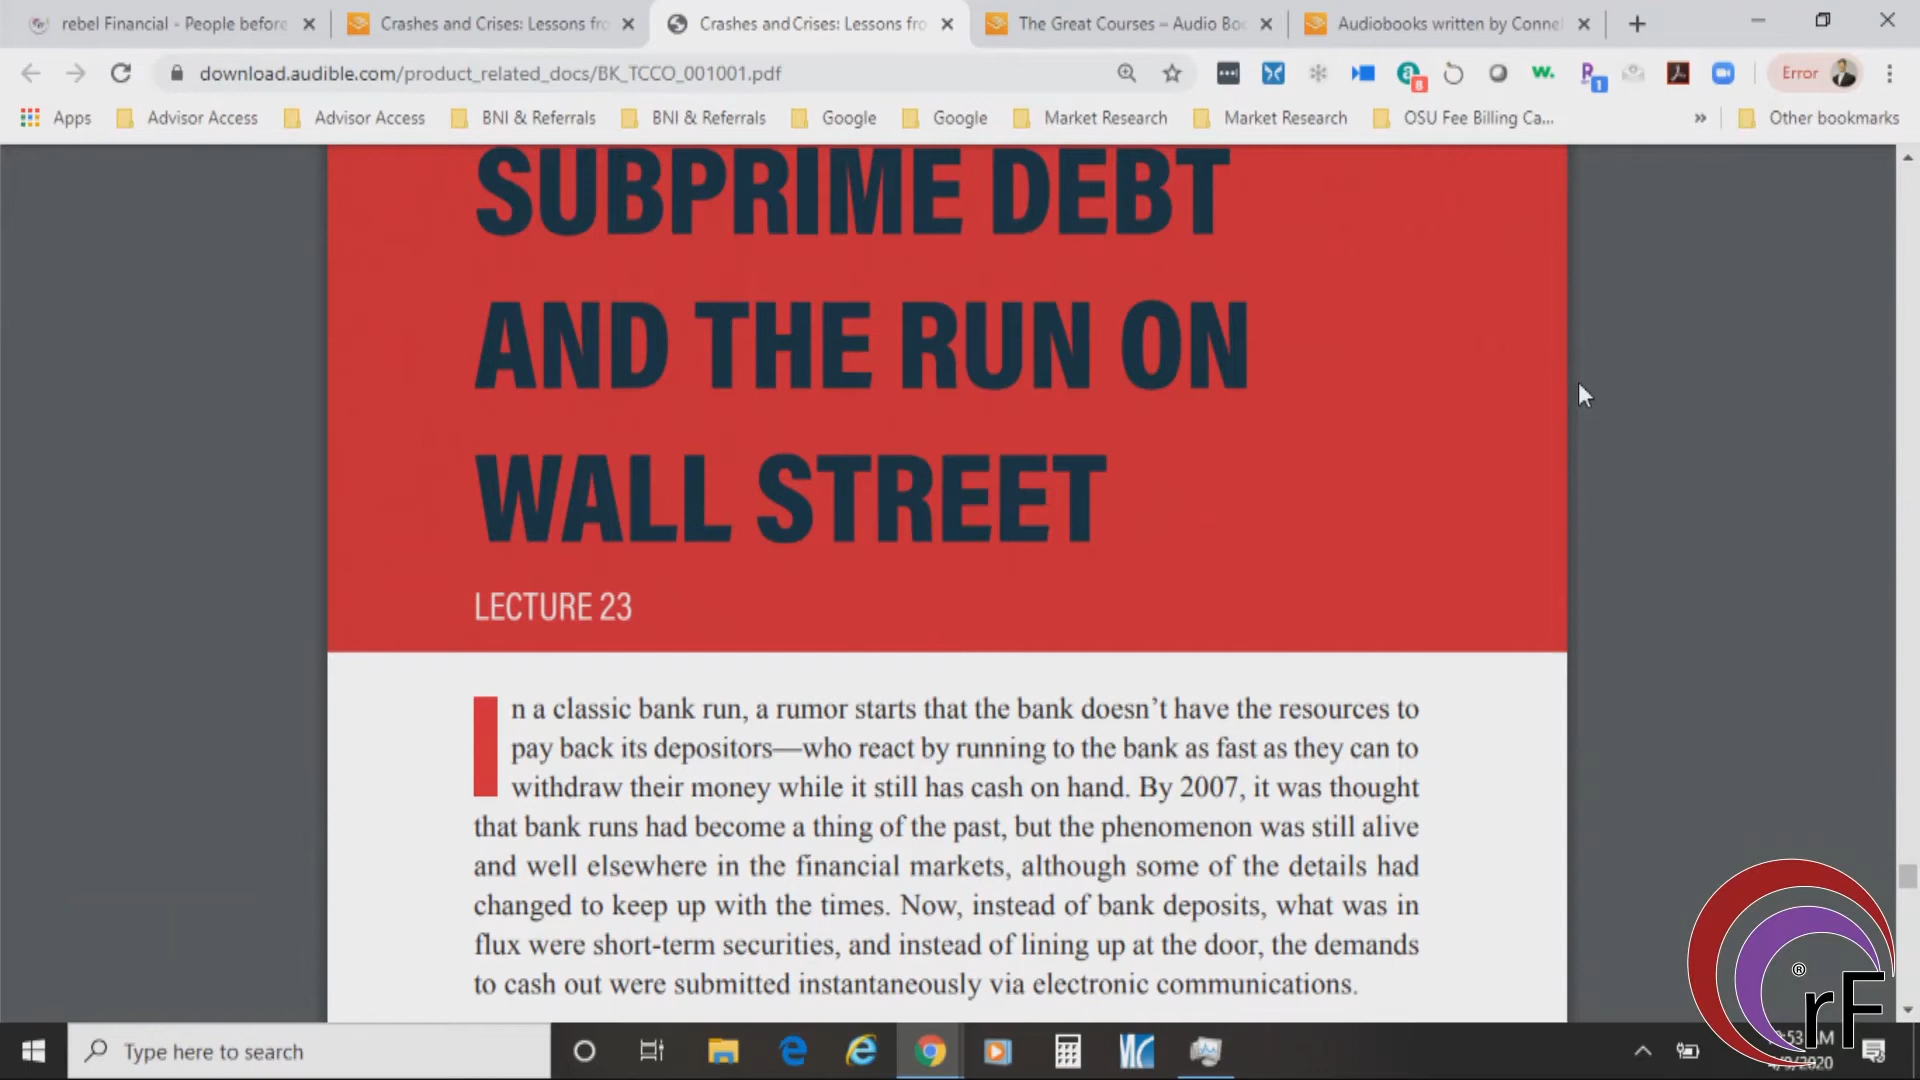 rebel Financial - People before
Crashes and Crises: Lessons fro
Crashes and Crises: Lessons fro
The Great Courses – Audio Bo
Audiobooks written by Conne
download.audible.com/product_related_docs/BK_TCCO_001001.pdf
8
1
Error
Apps
Advisor Access
Advisor Access
BNI & Referrals
BNI & Referrals
Google
Google
Market Research
Market Research
OSU Fee Billing Ca...
»
Other bookmarks
SUBPRIME DEBT
AND THE RUN ON
WALL STREET
LECTURE 23
In a classic bank run, a rumor starts that the bank doesn't have the resources to
pay back its depositors—who react by running to the bank as fast as they can to
withdraw their money while it still has cash on hand. By 2007, it was thought
that bank runs had become a thing of the past, but the phenomenon was still alive
and well elsewhere in the financial markets, although some of the details had
changed to keep up with the times. Now, instead of bank deposits, what was in
flux were short-term securities, and instead of lining up at the door, the demands
to cash out were submitted instantaneously via electronic communications.
® rF
Type here to search